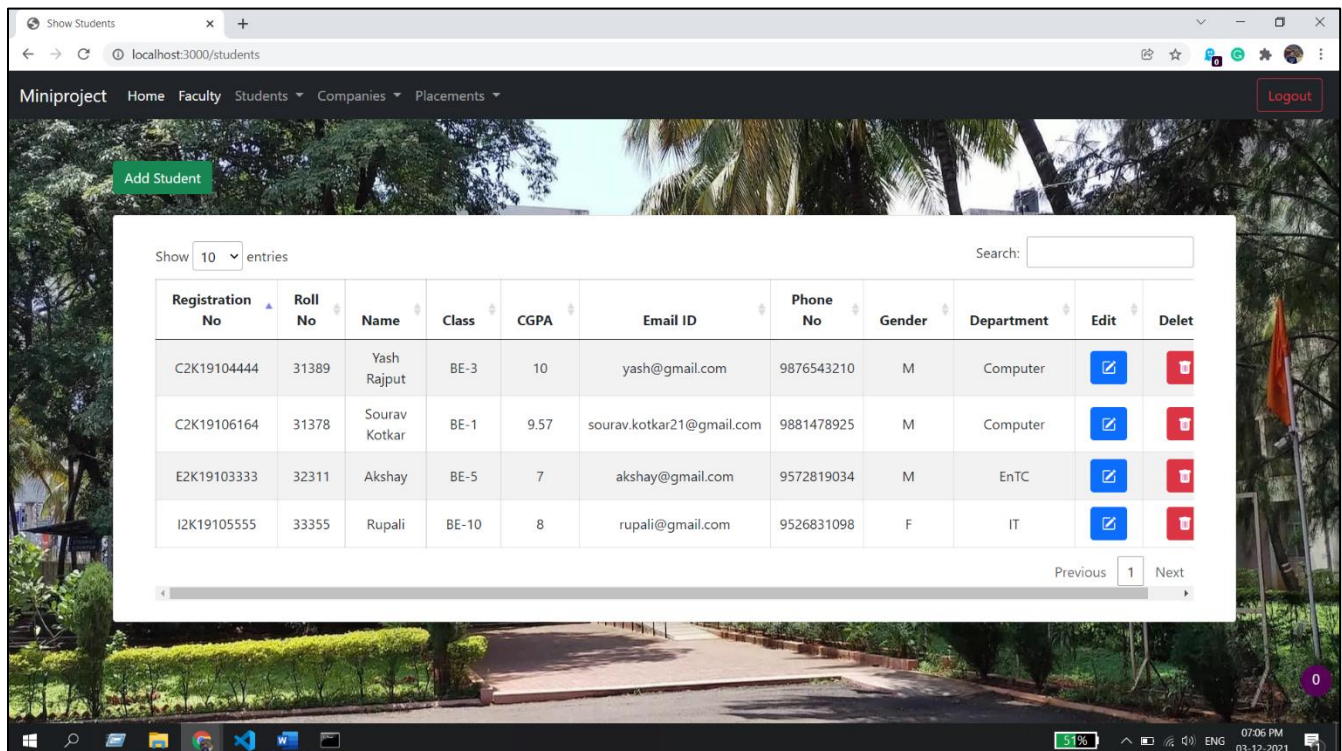 Show Students
localhost:3000/students
0
Miniproject Home Faculty Students Companies Placements Logout
Add Student
Show 10 entries Search:
Registration No Roll No Name Class CGPA Email ID Phone No Gender Department Edit Delet
C2K19104444 31389 Yash Rajput BE-3 10 yash@gmail.com 9876543210 M Computer
C2K19106164 31378 Sourav Kotkar BE-1 9.57 sourav.kotkar21@gmail.com 9881478925 M Computer
E2K19103333 32311 Akshay BE-5 7 akshay@gmail.com 9572819034 M EnTC
I2K19105555 33355 Rupali BE-10 8 rupali@gmail.com 9526831098 F IT
Previous 1 Next
0
51% ENG 07:06 PM
03-12-2021